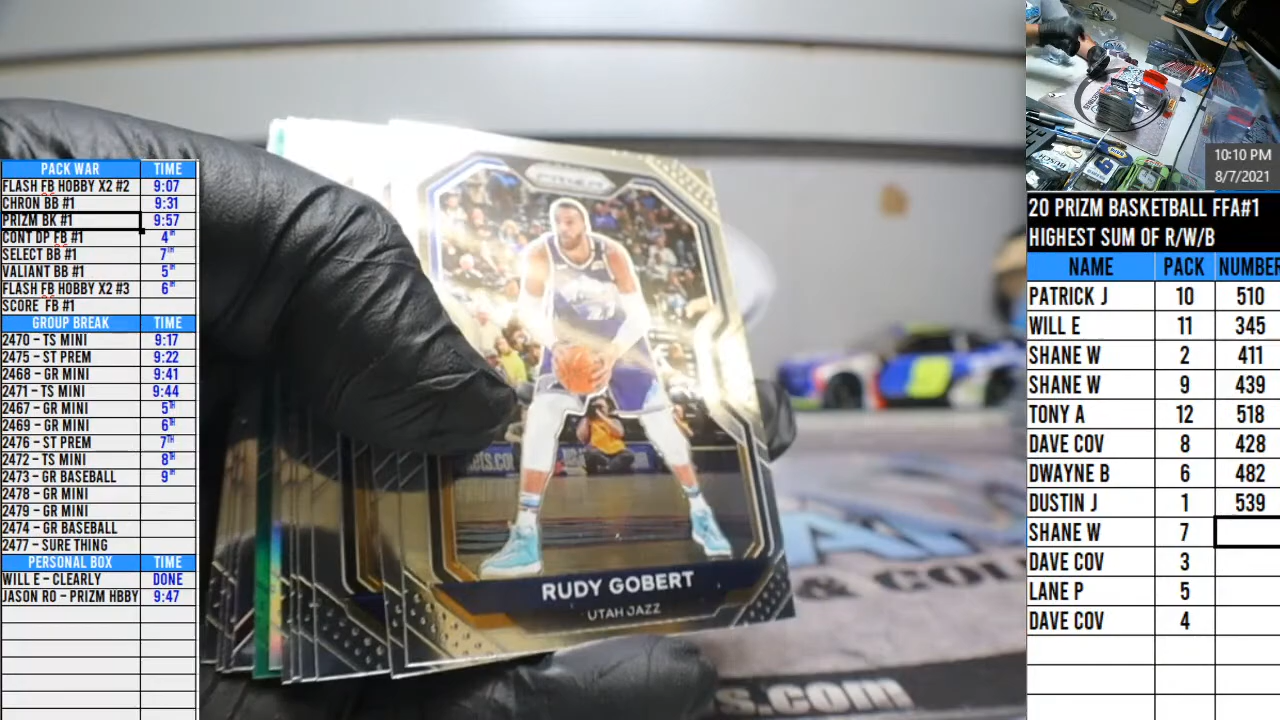 PACK WAR TIME
FLASH FB HOBBY X2 #2 9:07
CHRON BB #1 9:31
PRIZM BK #1 9:57
CONT DP FB #1 4TH
SELECT BB #1 7TH
VALIANT BB #1 5TH
FLASH FB HOBBY X2 #3 6TH
SCORE FB #1
GROUP BREAK TIME
2470 – TS MINI 9:17
2475 – ST PREM 9:22
2468 – GR MINI 9:41
2471 – TS MINI 9:44
2467 – GR MINI 5TH
2469 – GR MINI 6TH
2476 – ST PREM 7TH
2472 – TS MINI 8TH
2473 – GR BASEBALL 9TH
2478 – GR MINI
2479 – GR MINI
2474 – GR BASEBALL
2477 – SURE THING
PERSONAL BOX TIME
WILL E – CLEARLY DONE
JASON RO – PRIZM HBBY 9:47
PRIZM
RUDY GOBERT
UTAH JAZZ
& CO
s.com
10:10 PM
8/7/2021
20 PRIZM BASKETBALL FFA#1
HIGHEST SUM OF R/W/B
NAME PACK NUMBER
PATRICK J 10 510
WILL E 11 345
SHANE W 2 411
SHANE W 9 439
TONY A 12 518
DAVE COV 8 428
DWAYNE B 6 482
DUSTIN J 1 539
SHANE W 7
DAVE COV 3
LANE P 5
DAVE COV 4